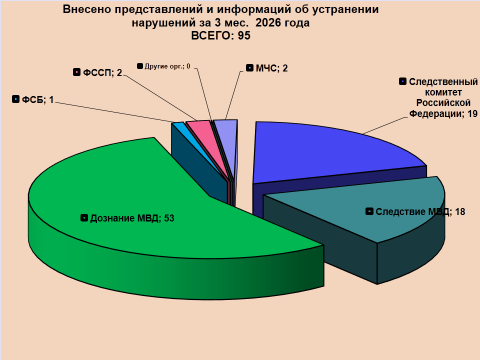 Внесено представлений и информаций об устранении
нарушений за 3 мес.  2026 года
ВСЕГО: 95
Другие орг.; 0
МЧС; 2
ФССП; 2
ФСБ; 1
Следственный
комитет
Российской
Федерации; 19
Следствие МВД; 18
Дознание МВД; 53